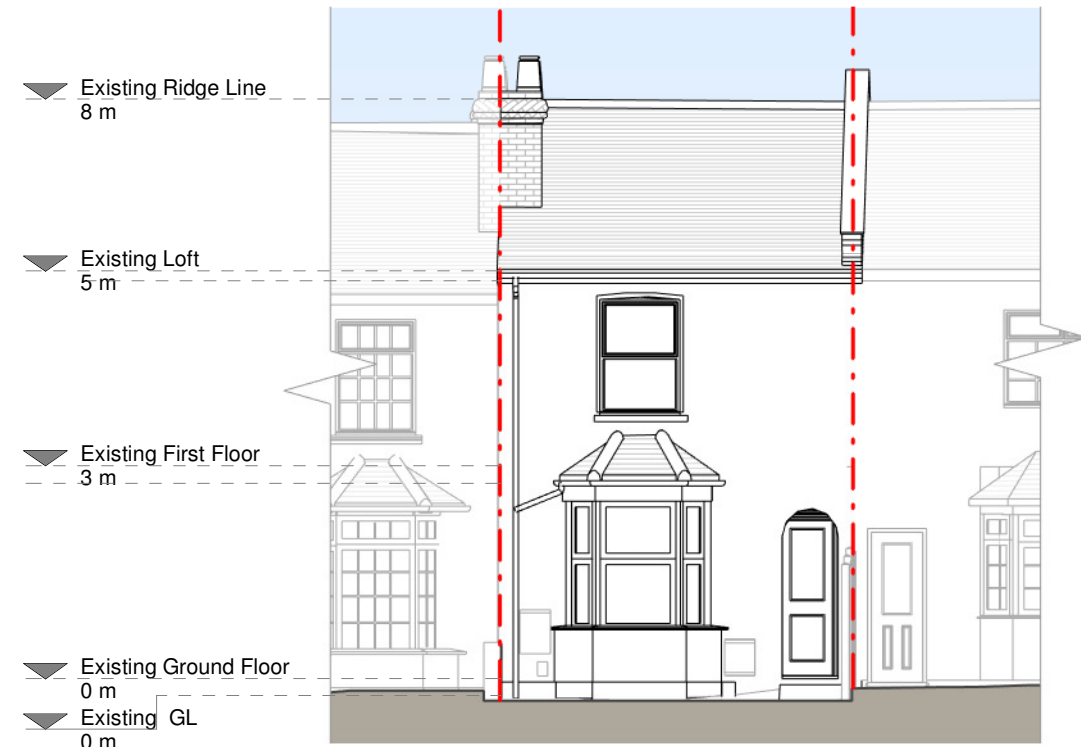 Existing Ridge Line
8 m
Existing Loft
5 m
Existing First Floor
3 m
Existing Ground Floor
0 m
Existing GL
0 m